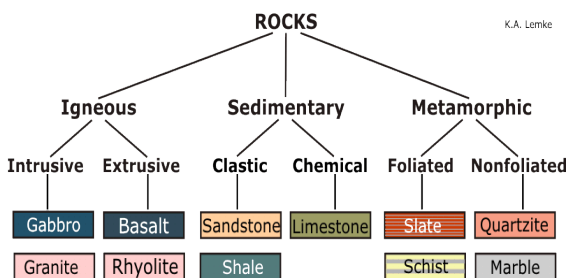 ROCKS
K.A. Lemke
Igneous Sedimentary Metamorphic
Intrusive Extrusive Clastic Chemical Foliated Nonfoliated
Gabbro Basalt Sandstone Limestone Slate Quartzite
Granite Rhyolite Shale Schist Marble